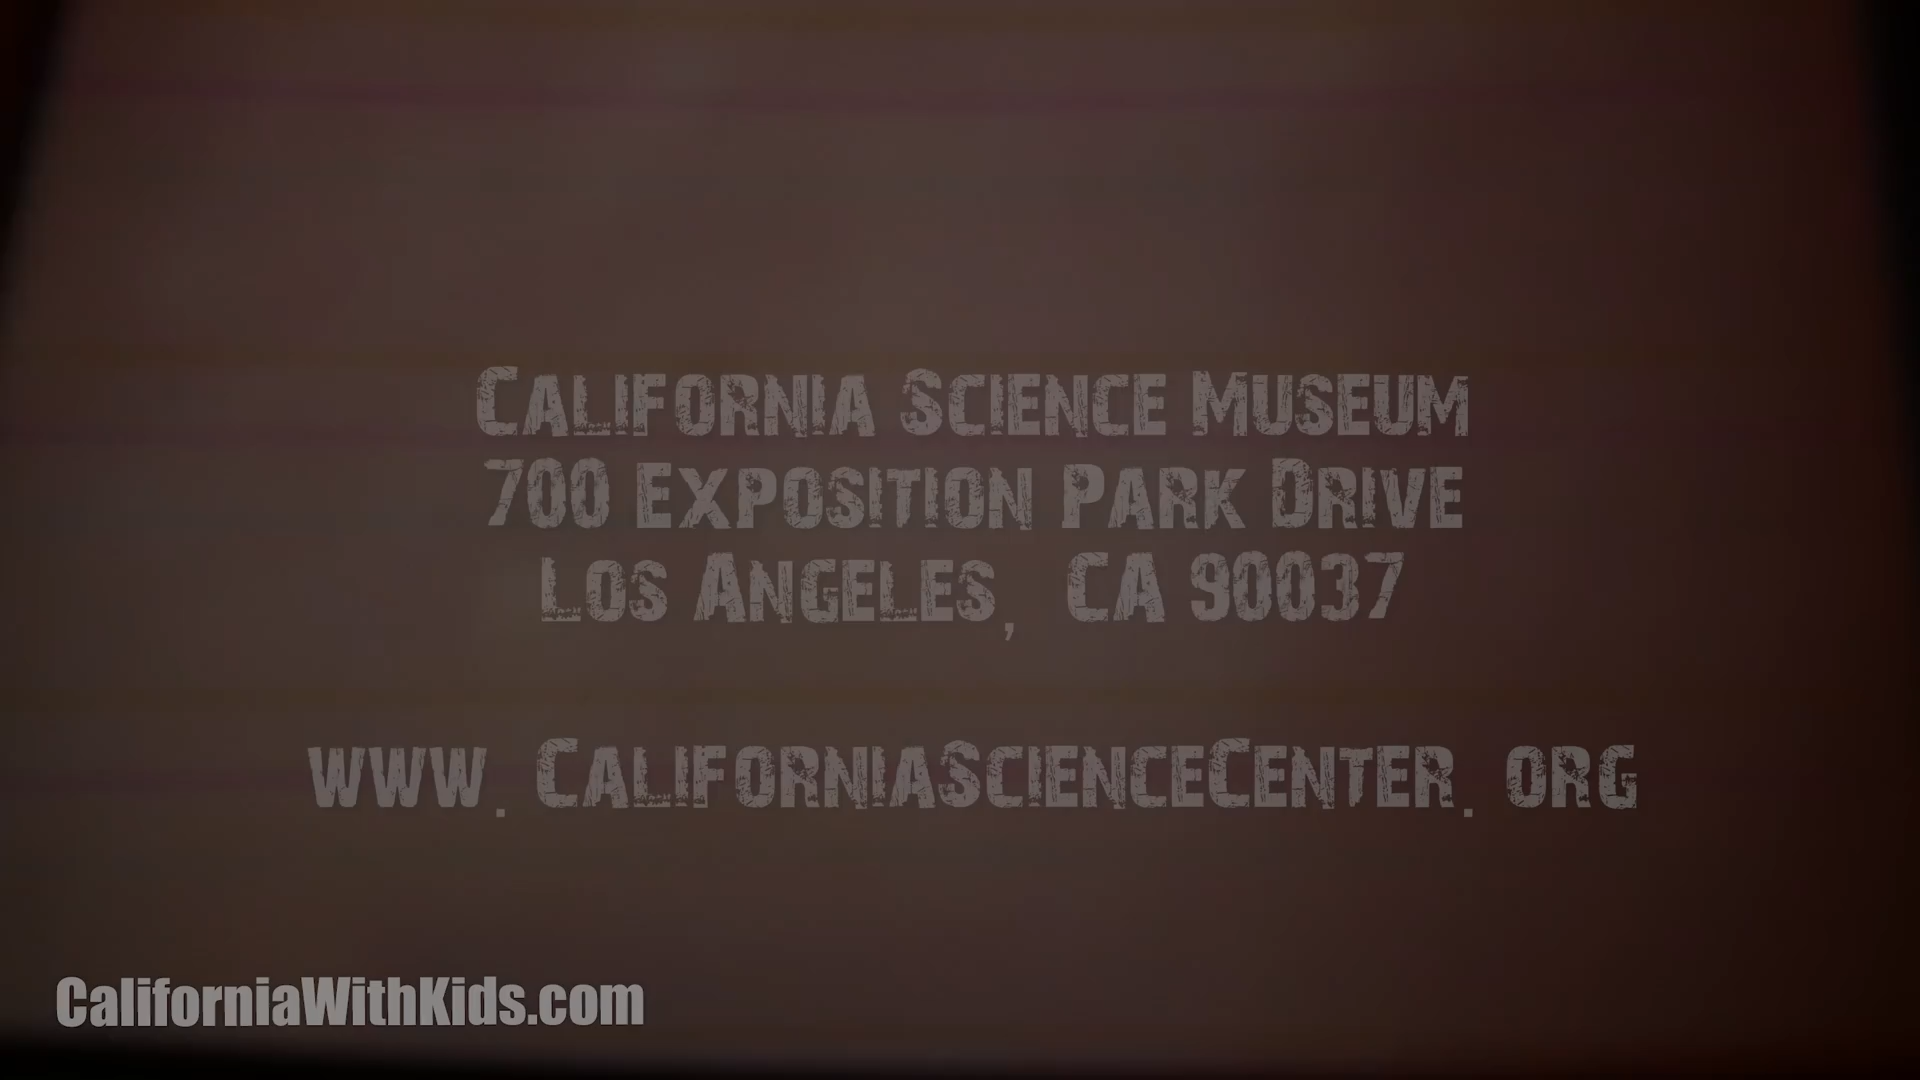 California Science Museum
700 Exposition Park Drive
Los Angeles, CA 90037
www.CaliforniaScienceCenter.org
CaliforniaWithKids.com